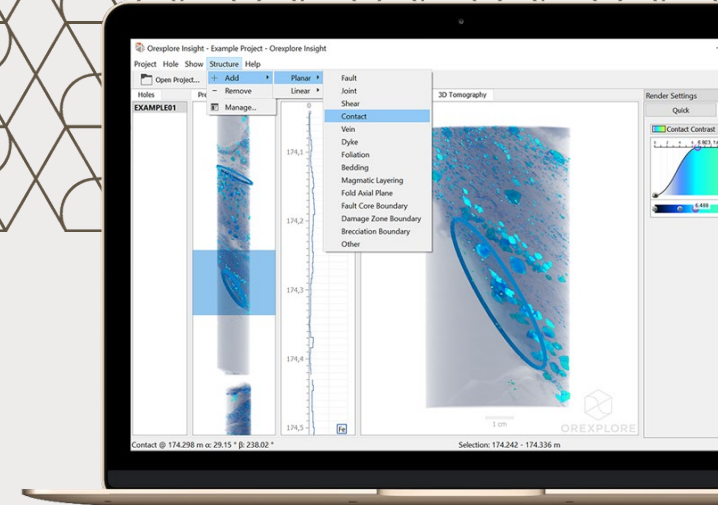 Orexplore Insight - Example Project - Orexplore Insight
Project Hole Show Structure Help
Open Project...
+ Add
- Remove
Manage..
Planar
Linear
Fault
Joint
Shear
Contact
Vein
Dyke
Foliation
Bedding
Magmatic Layering
Fold Axial Plane
Fault Core Boundary
Damage Zone Boundary
Brecciation Boundary
Other
Holes
EXAMPLE01
0
174,1
174,2
174,3
174,4
174,5
Fe
3D Tomography
1 cm
OREXPLORE
Render Settings
Quick
Contact Contrast
Contact @ 174.298 m α: 29.15 ° β: 238.02 °
Selection: 174.242 - 174.336 m